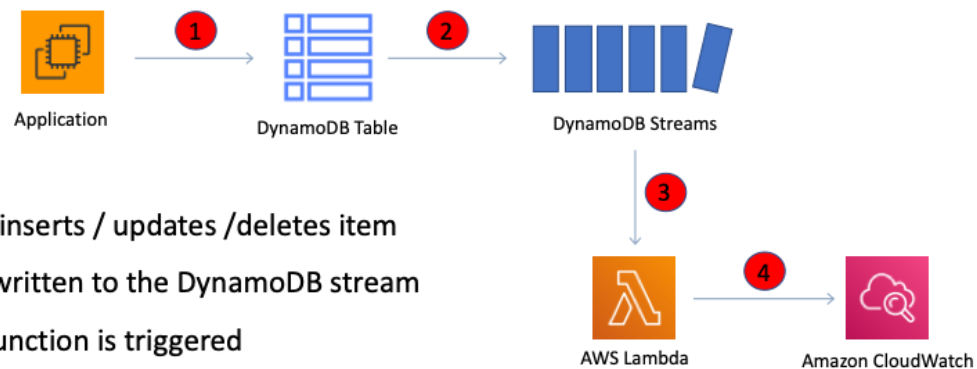 1
2
Application
DynamoDB Table
DynamoDB Streams
3
inserts / updates /deletes item
written to the DynamoDB stream
function is triggered
4
AWS Lambda
Amazon CloudWatch